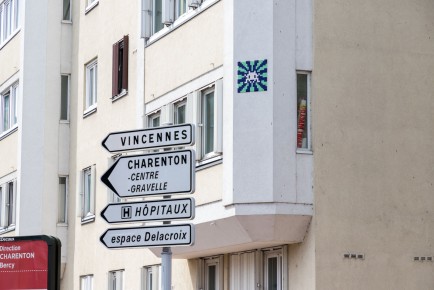 VINCENNES
CHARENTON
-CENTRE
-GRAVELLE
H HÔPITAUX
espace Delacroix
Direction
CHARENTON
Bercy